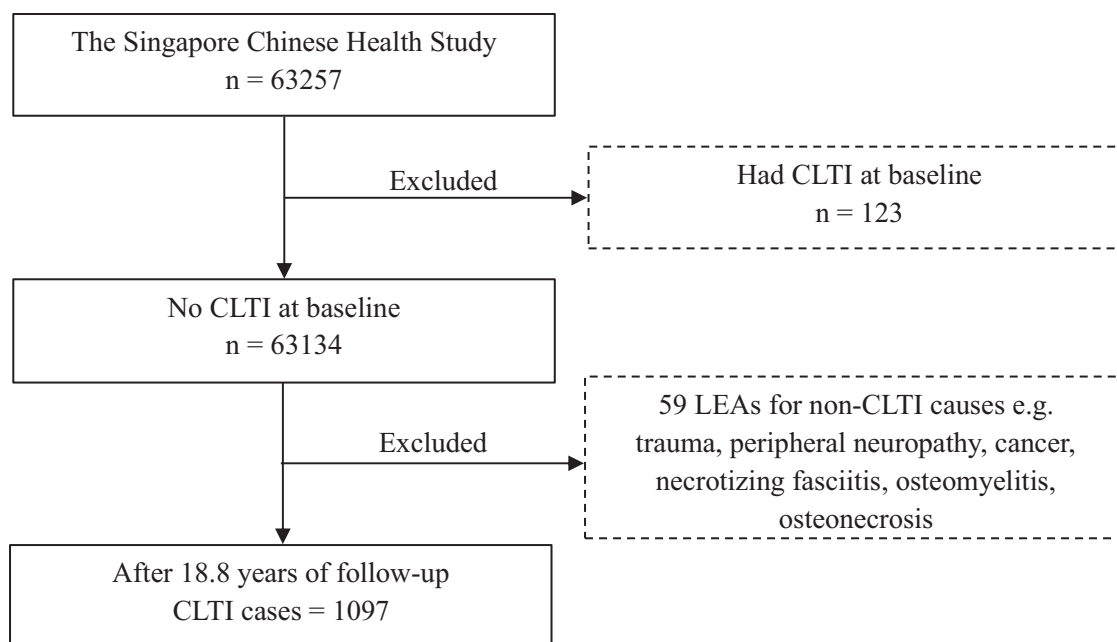 The Singapore Chinese Health Study
n = 63257
Excluded
Had CLTI at baseline
n = 123
No CLTI at baseline
n = 63134
Excluded
59 LEAs for non-CLTI causes e.g.
trauma, peripheral neuropathy, cancer,
necrotizing fasciitis, osteomyelitis,
osteonecrosis
After 18.8 years of follow-up
CLTI cases = 1097